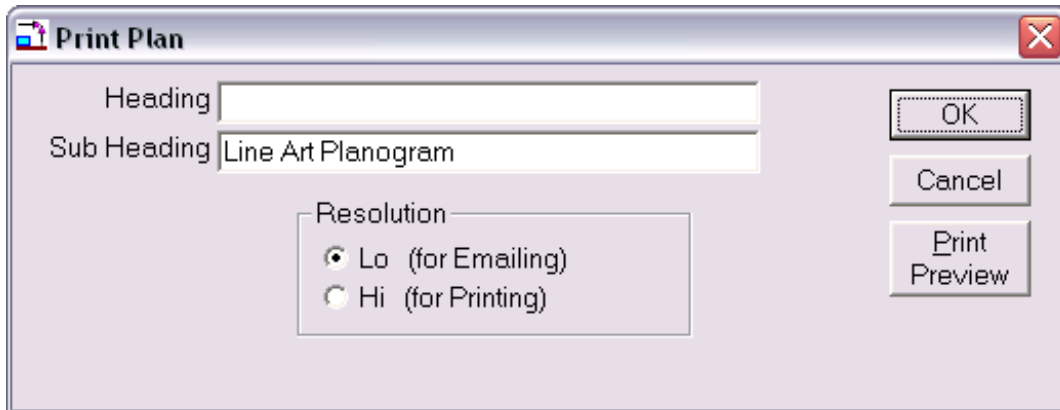 Print Plan
Heading
OK
Sub Heading Line Art Planogram
Cancel
Resolution
Lo (for Emailing)
Print
Preview
Hi (for Printing)